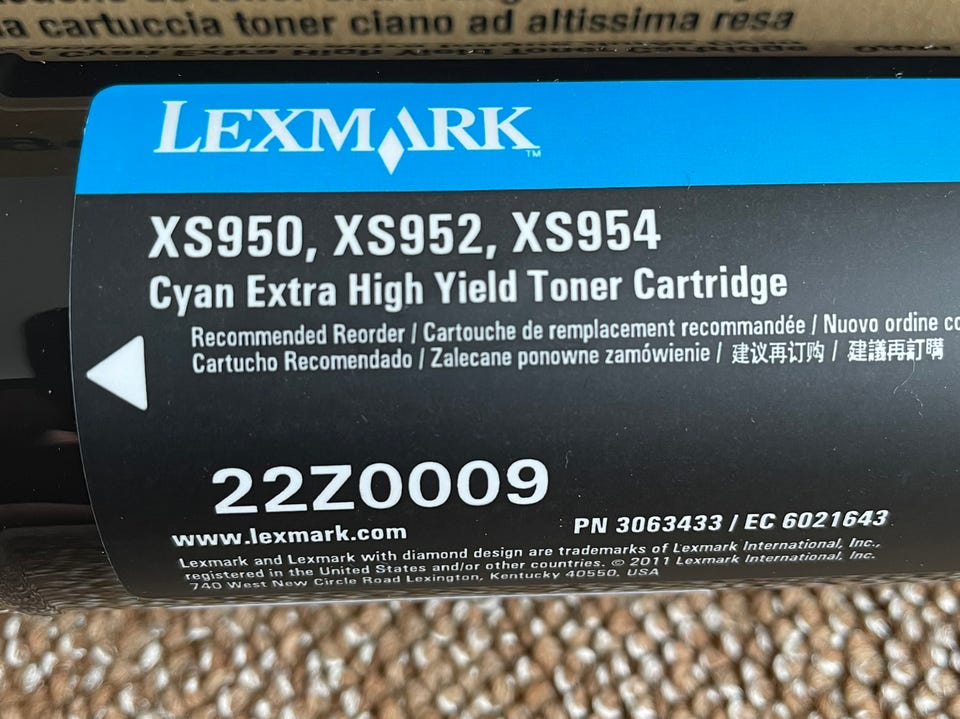 la cartuccia toner ciano ad altissima resa
LEXMARK™
XS950, XS952, XS954
Cyan Extra High Yield Toner Cartridge
Recommended Reorder / Cartouche de remplacement recommandée / Nuovo ordine
Cartucho Recomendado / Zalecane ponowne zamówienie / 建议再订购 / 建議再訂購
22Z0009
www.lexmark.com
PN 3063433 / EC 6021643
Lexmark and Lexmark with diamond design are trademarks of Lexmark International, Inc.,
registered in the United States and/or other countries. © 2011 Lexmark International, Inc.
740 West New Circle Road Lexington, Kentucky 40550. USA